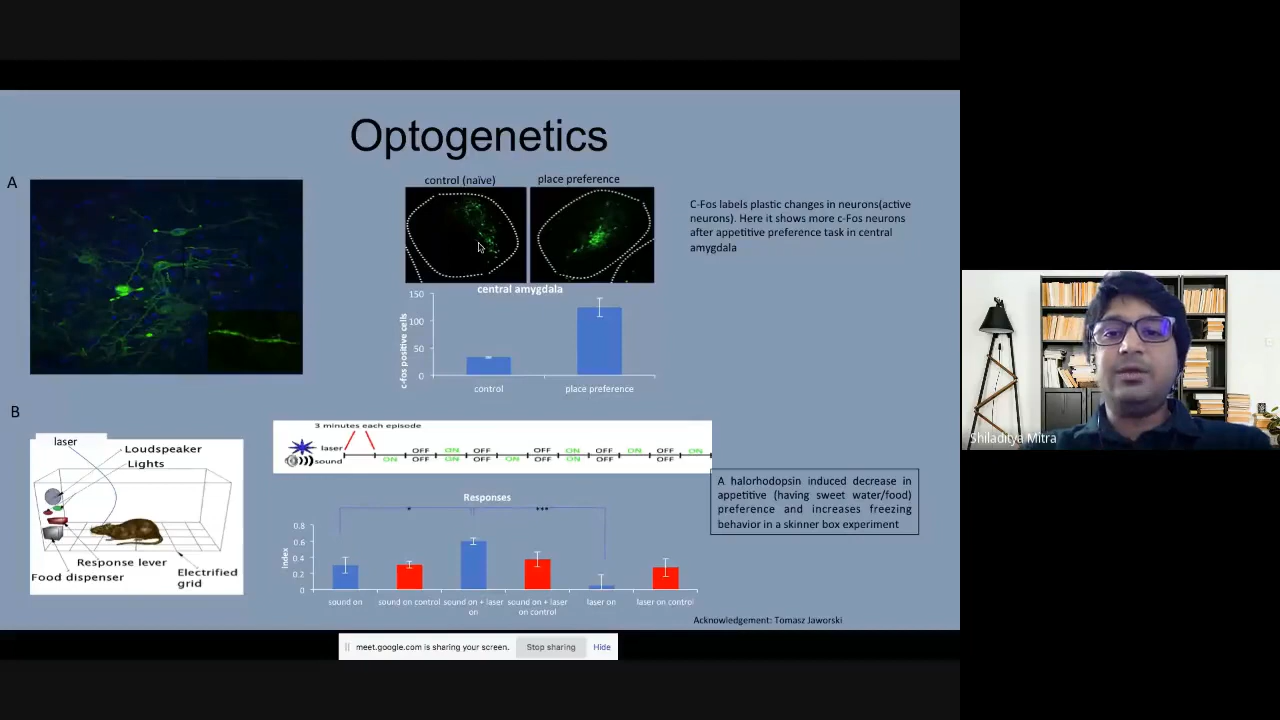 Optogenetics
A
control (naïve)
place preference
C-Fos labels plastic changes in neurons(active
neurons). Here it shows more c-Fos neurons
after appetitive preference task in central
amygdala
central amygdala
c-Fos positive cells
150
100
50
0
control
place preference
B
laser
Loudspeaker
Lights
Response lever
Food dispenser
Electrified
grid
3 minutes each episode
laser
OFF ON OFF OFF ON OFF ON OFF ON
sound
ON OFF ON OFF ON OFF ON OFF OFF OFF
Responses
* ***
Index
0.8
0.6
0.4
0.2
0
sound on
sound on control
sound on + laser
on
sound on + laser
on control
laser on
laser on control
A halorhodopsin induced decrease in
appetitive (having sweet water/food)
preference and increases freezing
behavior in a skinner box experiment
Acknowledgement: Tomasz Jaworski
meet.google.com is sharing your screen.
Stop sharing
Hide
Shiladitya Mitra